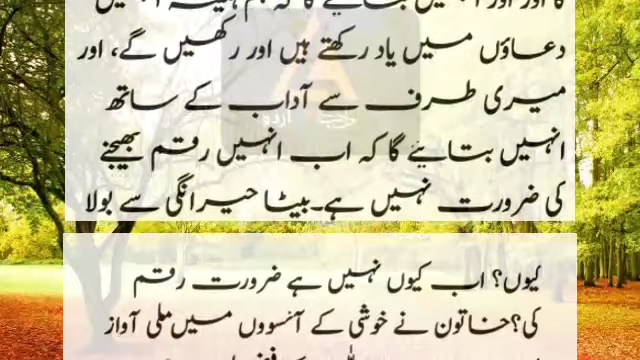 دعاؤں میں یاد رکھتے ہیں اور رکھیں گے، اور
میری طرف سے آداب کے ساتھ
انہیں بتائیے گا کہ اب انہیں رقم بھیجنے
کی ضرورت نہیں ہے۔ بیٹا حیرانگی سے بولا
کیوں؟ اب کیوں نہیں ہے ضرورت رقم
کی؟ خاتون نے خوشی کے آنسووں میں ملی آواز